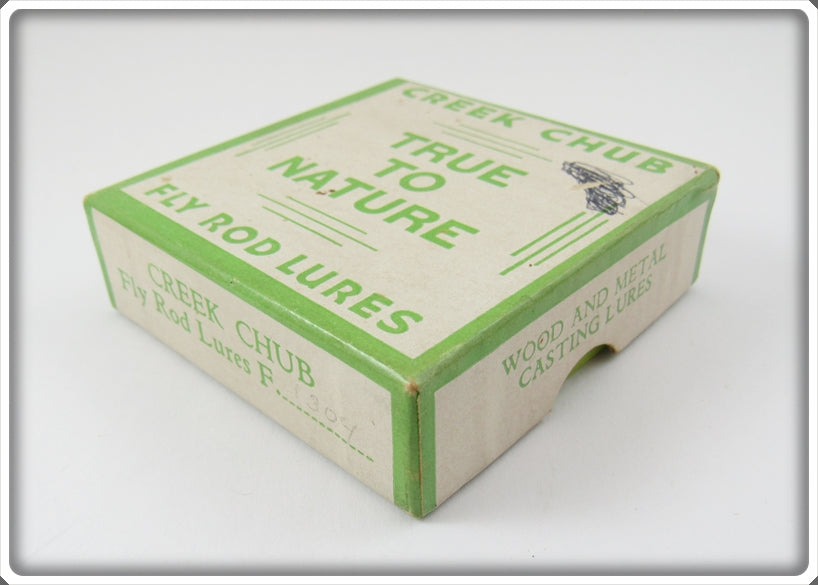 CREEK CHUB
TRUE
TO
NATURE
FLY ROD LURES
CREEK CHUB
Fly Rod Lures F. 1304
WOOD AND METAL
CASTING LURES